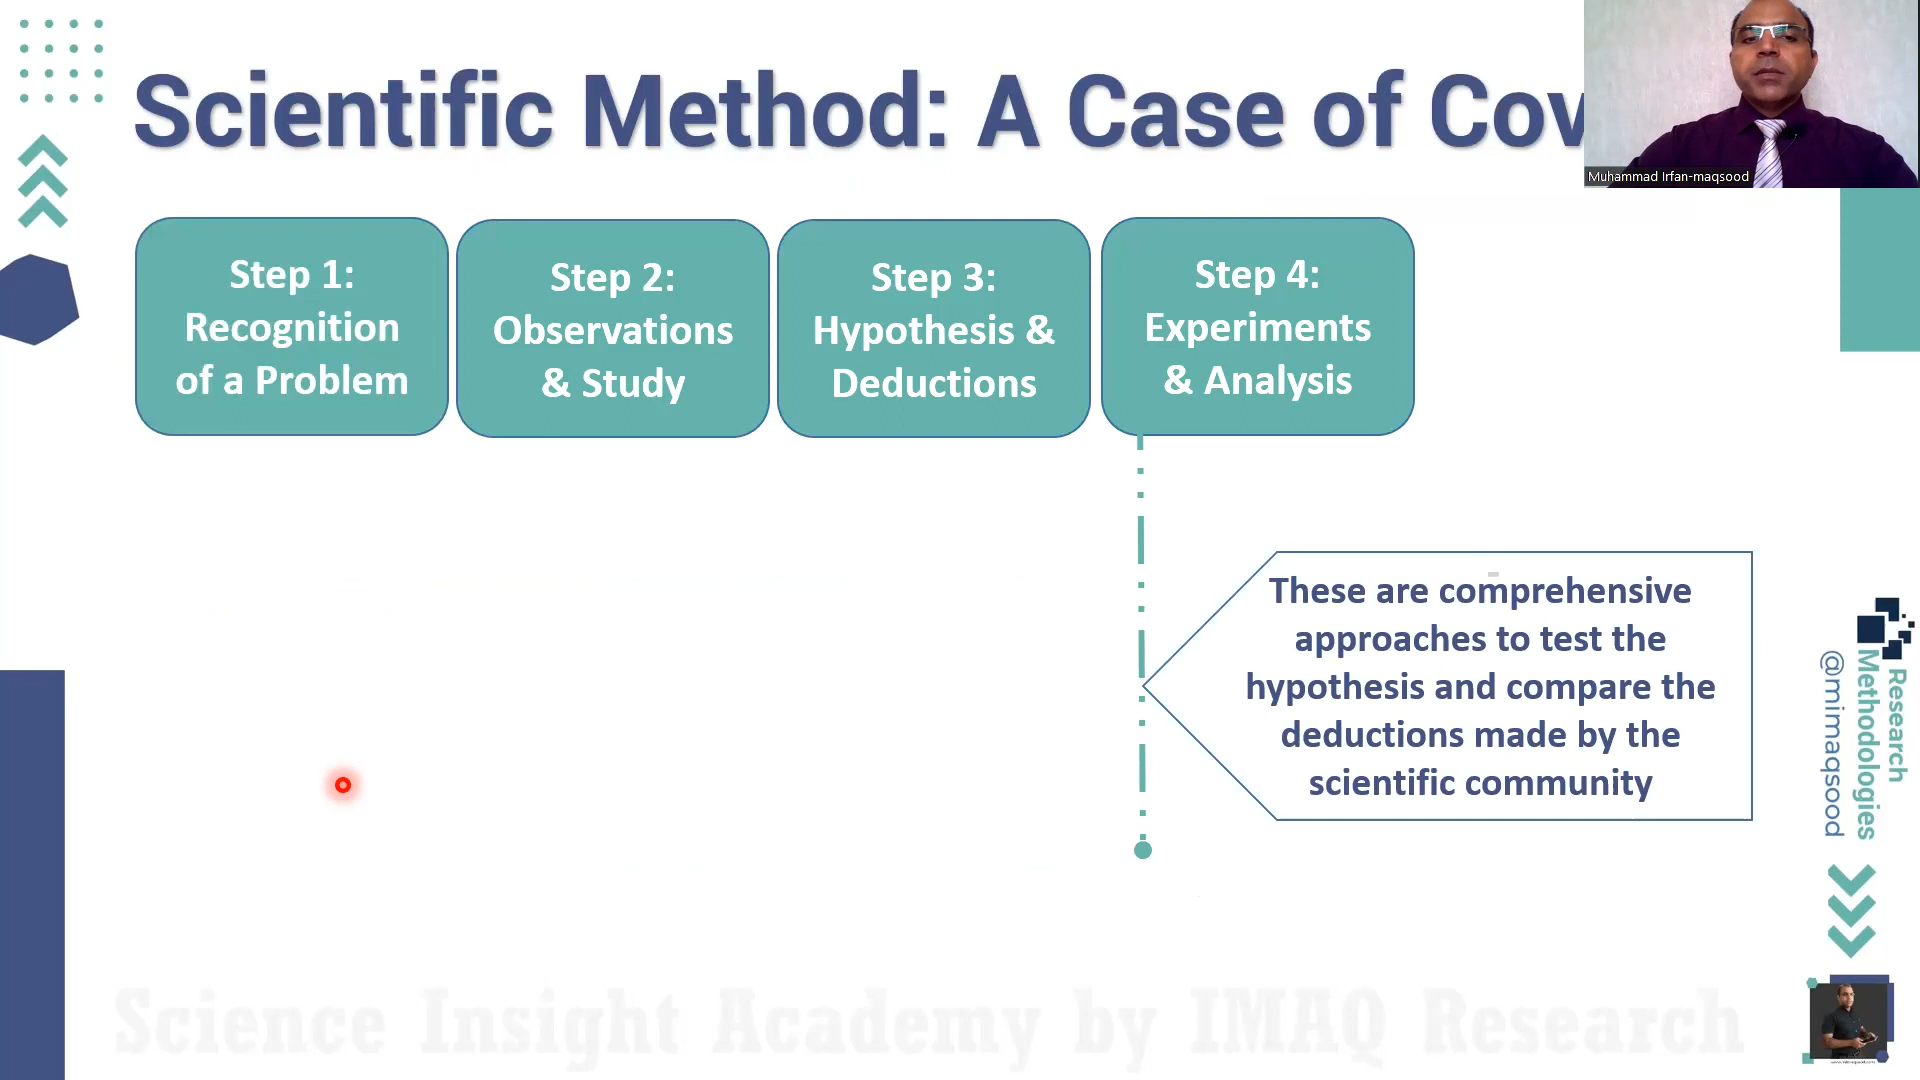 Scientific Method: A Case of Cov
Muhammad Irfan-maqsood
Step 1:
Recognition
of a Problem
Step 2:
Observations
& Study
Step 3:
Hypothesis &
Deductions
Step 4:
Experiments
& Analysis
These are comprehensive
approaches to test the
hypothesis and compare the
deductions made by the
scientific community
Research
Methodologies
@mimaqsood
Science Insight Academy by IMAQ Research